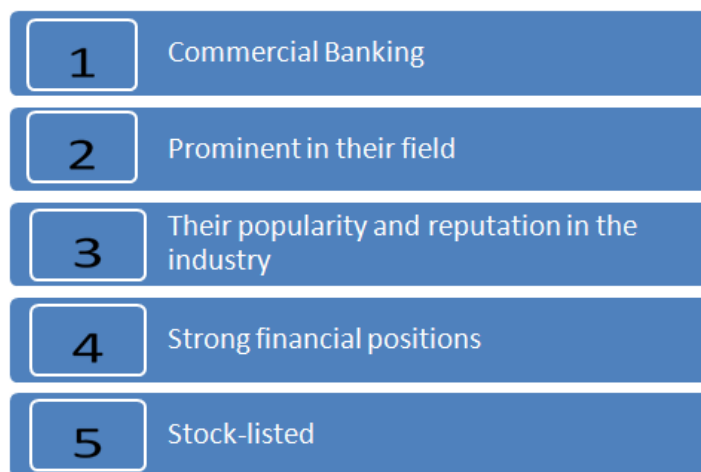 1
Commercial Banking
2
Prominent in their field
3
Their popularity and reputation in the
industry
4
Strong financial positions
5
Stock-listed